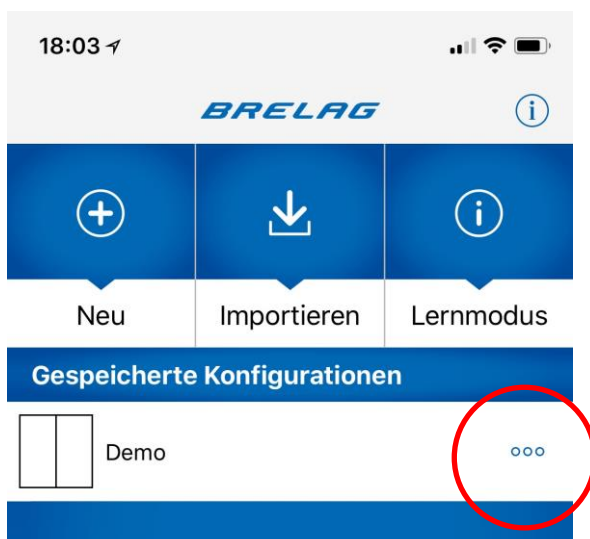 18:03
BRELAG
i
i
Neu
Importieren
Lernmodus
Gespeicherte Konfigurationen
Demo